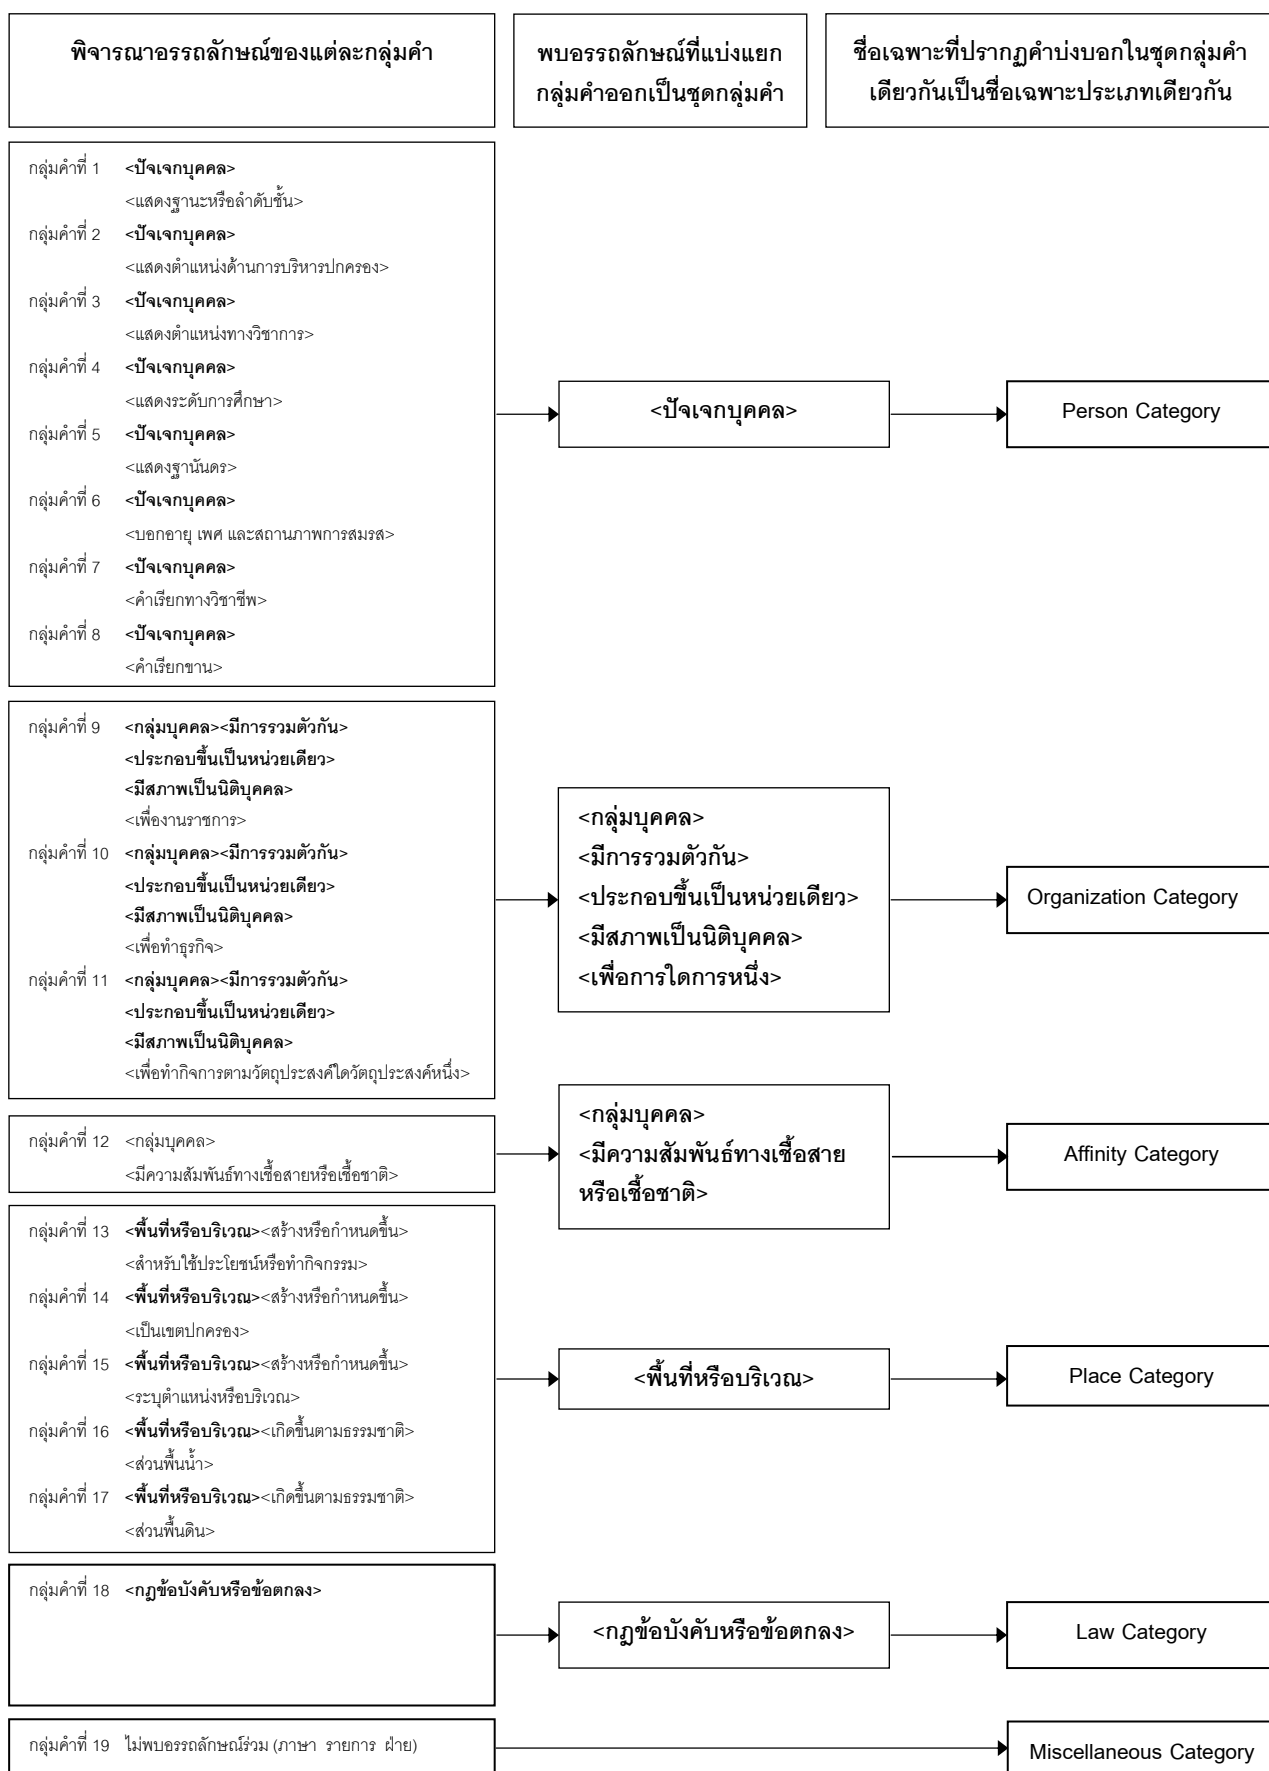 พิจารณาอรรถลักษณ์ของแต่ละกลุ่มคำ
พบอรรถลักษณ์ที่แบ่งแยก
กลุ่มคำออกเป็นชุดกลุ่มคำ
ชื่อเฉพาะที่ปรากฏคำบ่งบอกในชุดกลุ่มคำ
เดียวกันเป็นชื่อเฉพาะประเภทเดียวกัน
กลุ่มคำที่ 1 <ปัจเจกบุคคล>
<แสดงฐานะหรือลำดับชั้น>
กลุ่มคำที่ 2 <ปัจเจกบุคคล>
<แสดงตำแหน่งด้านการบริหารปกครอง>
กลุ่มคำที่ 3 <ปัจเจกบุคคล>
<แสดงตำแหน่งทางวิชาการ>
กลุ่มคำที่ 4 <ปัจเจกบุคคล>
<แสดงระดับการศึกษา>
กลุ่มคำที่ 5 <ปัจเจกบุคคล>
<แสดงฐานันดร>
กลุ่มคำที่ 6 <ปัจเจกบุคคล>
<บอกอายุ เพศ และสถานภาพการสมรส>
กลุ่มคำที่ 7 <ปัจเจกบุคคล>
<คำเรียกทางวิชาชีพ>
กลุ่มคำที่ 8 <ปัจเจกบุคคล>
<คำเรียกขาน>
<ปัจเจกบุคคล>
Person Category
กลุ่มคำที่ 9 <กลุ่มบุคคล><มีการรวมตัวกัน>
<ประกอบขึ้นเป็นหน่วยเดียว>
<มีสภาพเป็นนิติบุคคล>
<เพื่องานราชการ>
กลุ่มคำที่ 10 <กลุ่มบุคคล><มีการรวมตัวกัน>
<ประกอบขึ้นเป็นหน่วยเดียว>
<มีสภาพเป็นนิติบุคคล>
<เพื่อทำธุรกิจ>
กลุ่มคำที่ 11 <กลุ่มบุคคล><มีการรวมตัวกัน>
<ประกอบขึ้นเป็นหน่วยเดียว>
<มีสภาพเป็นนิติบุคคล>
<เพื่อทำกิจการตามวัตถุประสงค์ใดวัตถุประสงค์หนึ่ง>
<กลุ่มบุคคล>
<มีการรวมตัวกัน>
<ประกอบขึ้นเป็นหน่วยเดียว>
<มีสภาพเป็นนิติบุคคล>
<เพื่อการใดการหนึ่ง>
Organization Category
กลุ่มคำที่ 12 <กลุ่มบุคคล>
<มีความสัมพันธ์ทางเชื้อสายหรือเชื้อชาติ>
<กลุ่มบุคคล>
<มีความสัมพันธ์ทางเชื้อสาย
หรือเชื้อชาติ>
Affinity Category
กลุ่มคำที่ 13 <พื้นที่หรือบริเวณ><สร้างหรือกำหนดขึ้น>
<สำหรับใช้ประโยชน์หรือทำกิจกรรม>
กลุ่มคำที่ 14 <พื้นที่หรือบริเวณ><สร้างหรือกำหนดขึ้น>
<เป็นเขตปกครอง>
กลุ่มคำที่ 15 <พื้นที่หรือบริเวณ><สร้างหรือกำหนดขึ้น>
<ระบุตำแหน่งหรือบริเวณ>
กลุ่มคำที่ 16 <พื้นที่หรือบริเวณ><เกิดขึ้นตามธรรมชาติ>
<ส่วนพื้นน้ำ>
กลุ่มคำที่ 17 <พื้นที่หรือบริเวณ><เกิดขึ้นตามธรรมชาติ>
<ส่วนพื้นดิน>
<พื้นที่หรือบริเวณ>
Place Category
กลุ่มคำที่ 18 <กฎข้อบังคับหรือข้อตกลง>
<กฎข้อบังคับหรือข้อตกลง>
Law Category
กลุ่มคำที่ 19 ไม่พบอรรถลักษณ์ร่วม (ภาษา รายการ ฝ่าย)
Miscellaneous Category